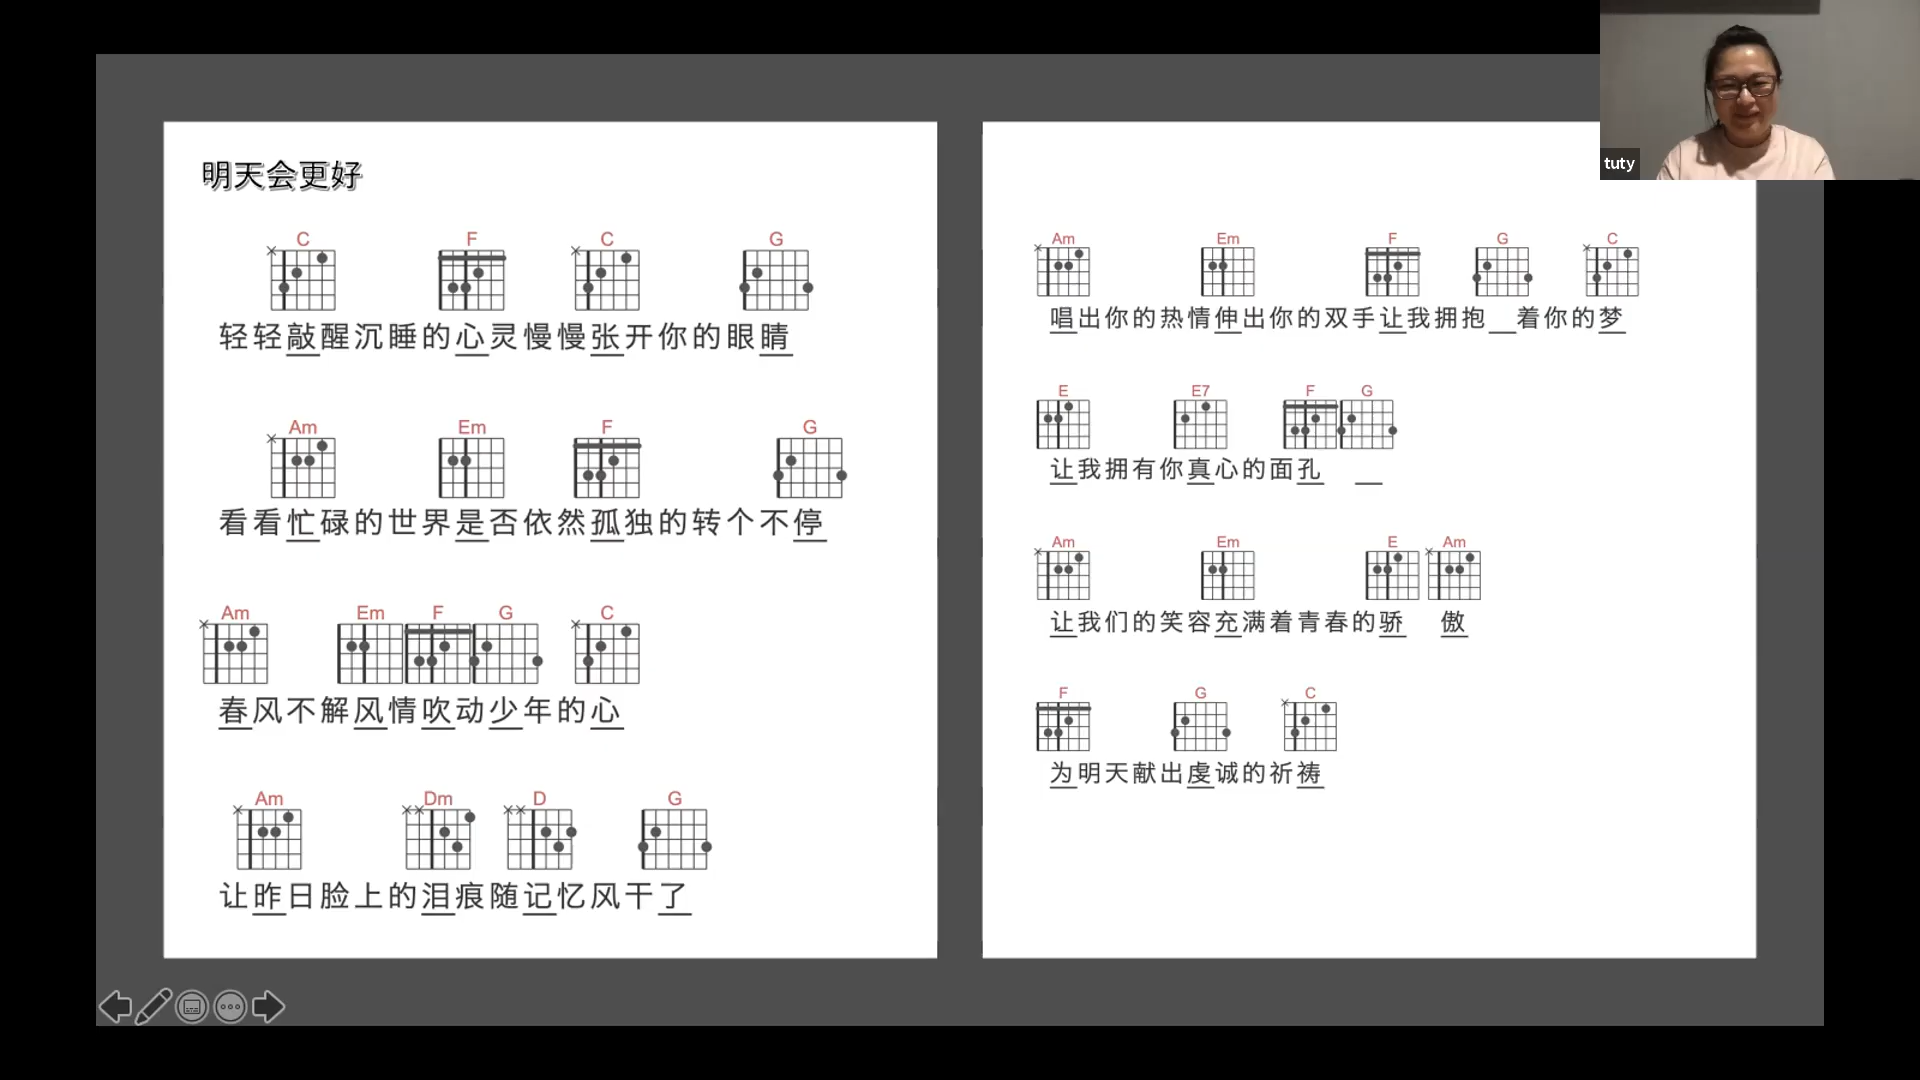 明天会更好
C F C G
轻轻敲醒沉睡的心灵慢慢张开你的眼睛
Am Em F G
看看忙碌的世界是否依然孤独的转个不停
Am Em F G C
春风不解风情吹动少年的心
Am Dm D G
让昨日脸上的泪痕随记忆风干了
Am Em F G C
唱出你的热情伸出你的双手让我拥抱__着你的梦
E E7 F G
让我拥有你真心的面孔 __
Am Em E Am
让我们的笑容充满着青春的骄 傲
F G C
为明天献出虔诚的祈祷
tuty